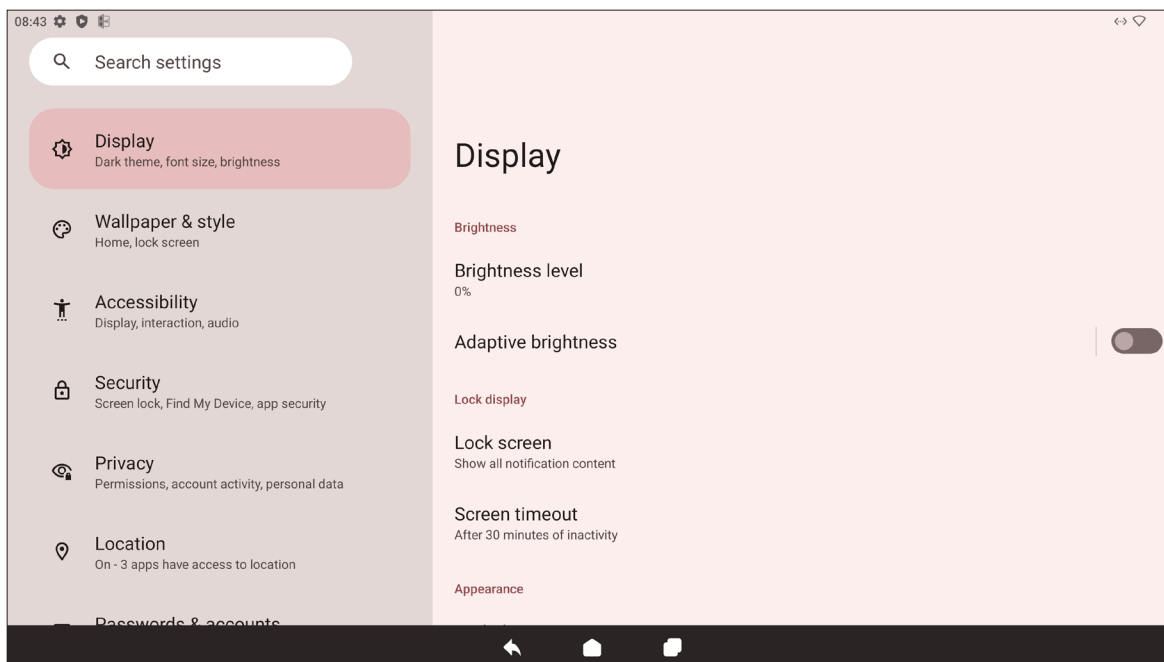 08:43
Search settings
Display
Dark theme, font size, brightness
Wallpaper & style
Home, lock screen
Accessibility
Display, interaction, audio
Security
Screen lock, Find My Device, app security
Privacy
Permissions, account activity, personal data
Location
On - 3 apps have access to location
Passwords & accounts
Display
Brightness
Brightness level
0%
Adaptive brightness
Lock display
Lock screen
Show all notification content
Screen timeout
After 30 minutes of inactivity
Appearance